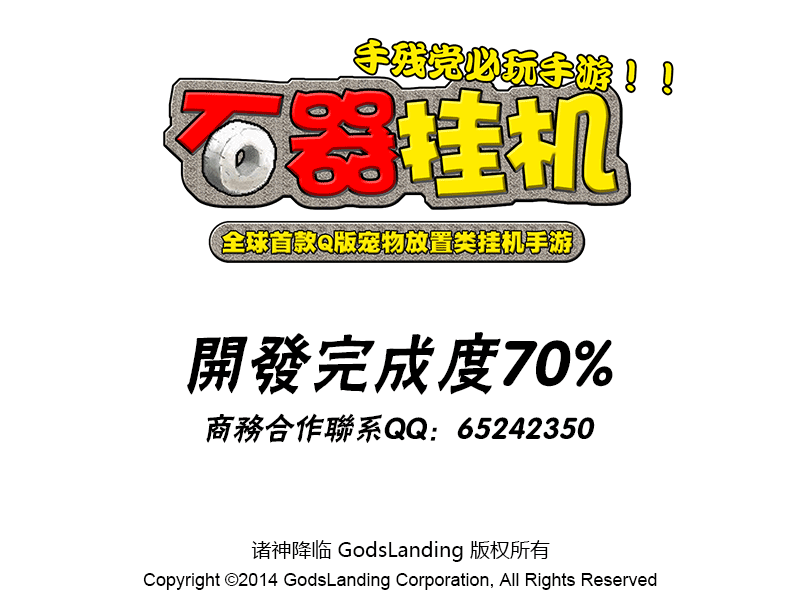 手残党必玩手游！！
石器挂机
全球首款Q版宠物放置类挂机手游
開發完成度70%
商務合作聯系QQ：65242350
诸神降临 GodsLanding 版权所有
Copyright ©2014 GodsLanding Corporation, All Rights Reserved